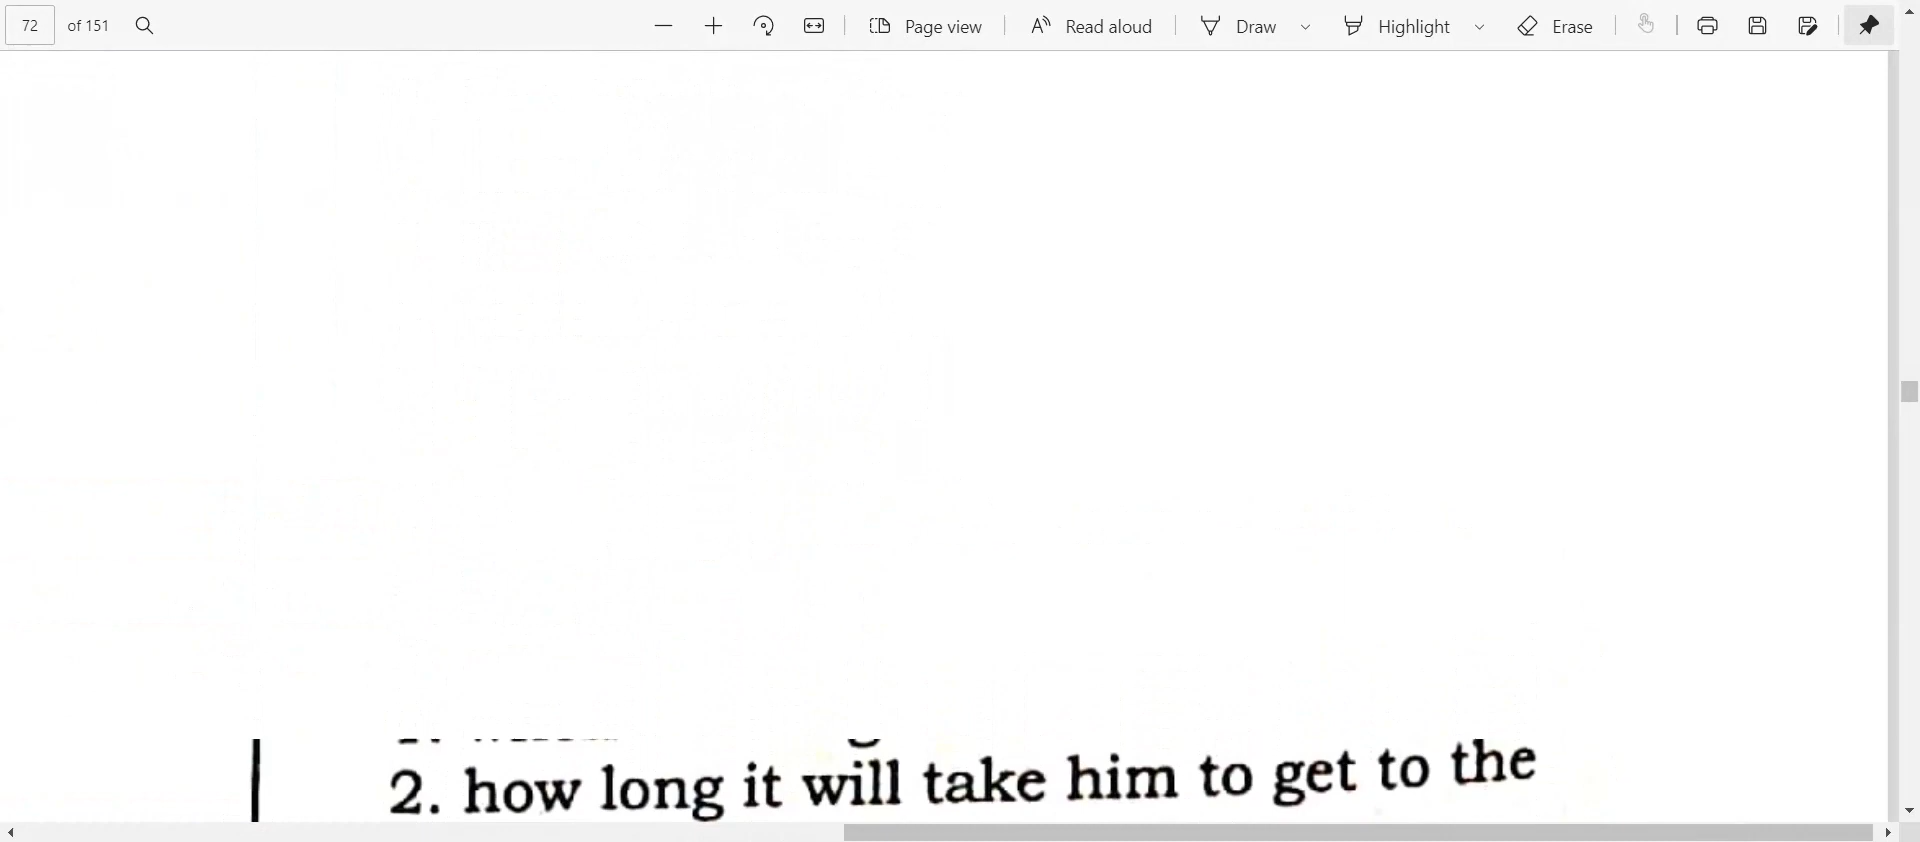 72 of 151 Page view Read aloud Draw Highlight Erase
2. how long it will take him to get to the